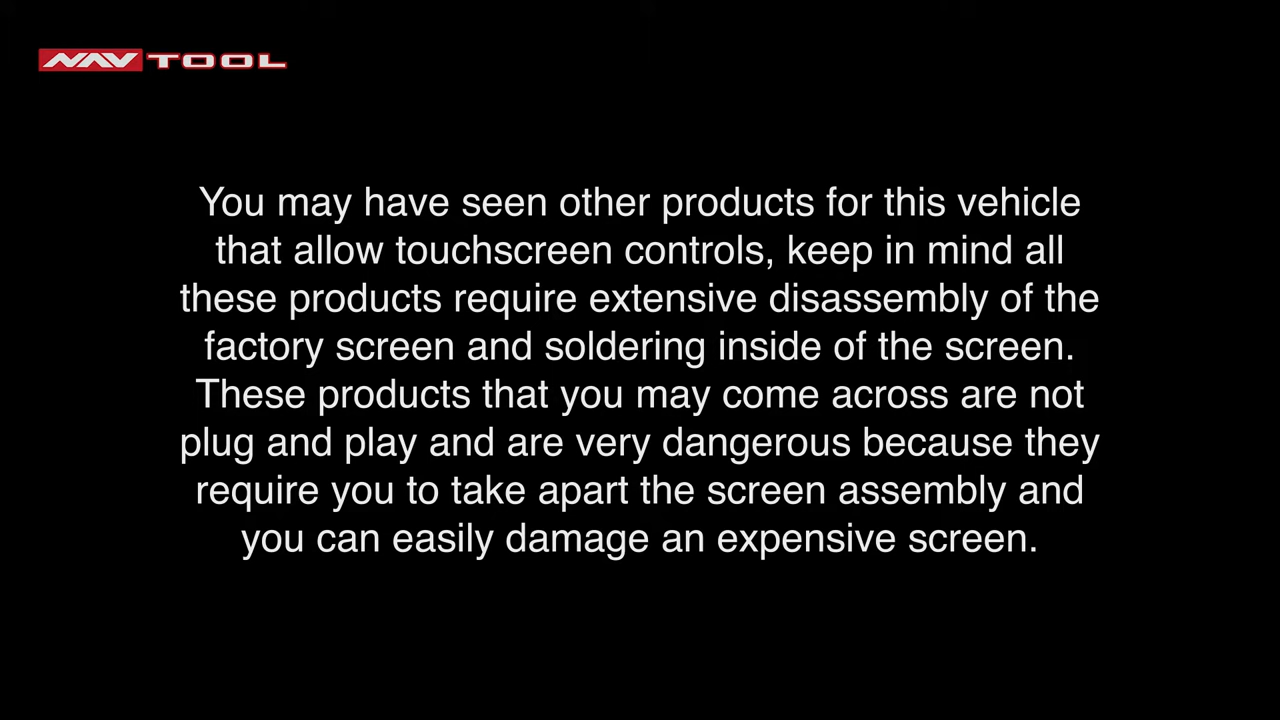 NAVTOOL
You may have seen other products for this vehicle
that allow touchscreen controls, keep in mind all
these products require extensive disassembly of the
factory screen and soldering inside of the screen.
These products that you may come across are not
plug and play and are very dangerous because they
require you to take apart the screen assembly and
you can easily damage an expensive screen.